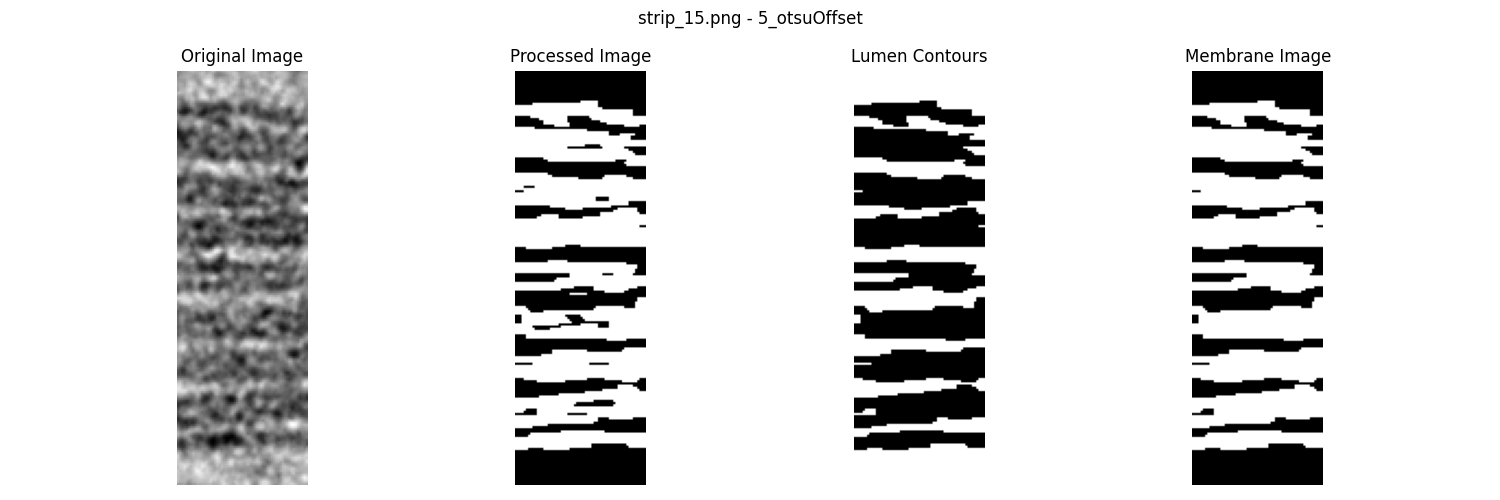 strip_15.png - 5_otsuOffset
Original Image
Processed Image
Lumen Contours
Membrane Image